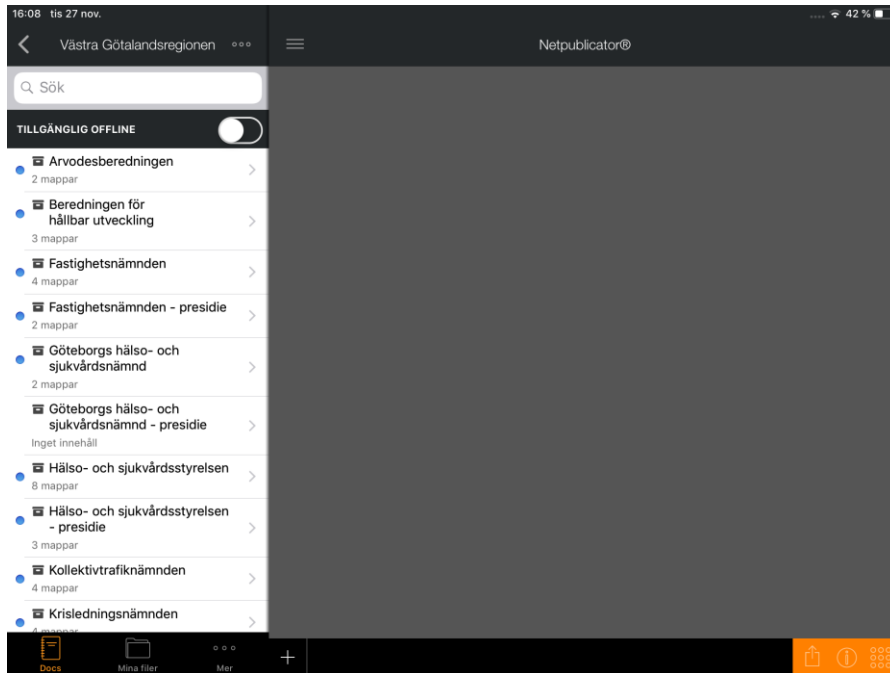 16:08 tis 27 nov.
42 %
Västra Götalandsregionen
Netpublicator®
Sök
TILLGÄNGLIG OFFLINE
Arvodesberedningen
2 mappar
Beredningen för
hållbar utveckling
3 mappar
Fastighetsnämnden
4 mappar
Fastighetsnämnden - presidie
2 mappar
Göteborgs hälso- och
sjukvårdsnämnd
2 mappar
Göteborgs hälso- och
sjukvårdsnämnd - presidie
Inget innehåll
Hälso- och sjukvårdsstyrelsen
8 mappar
Hälso- och sjukvårdsstyrelsen
- presidie
3 mappar
Kollektivtrafiknämnden
4 mappar
Krisledningsnämnden
4 mappar
Docs
Mina filer
Mer